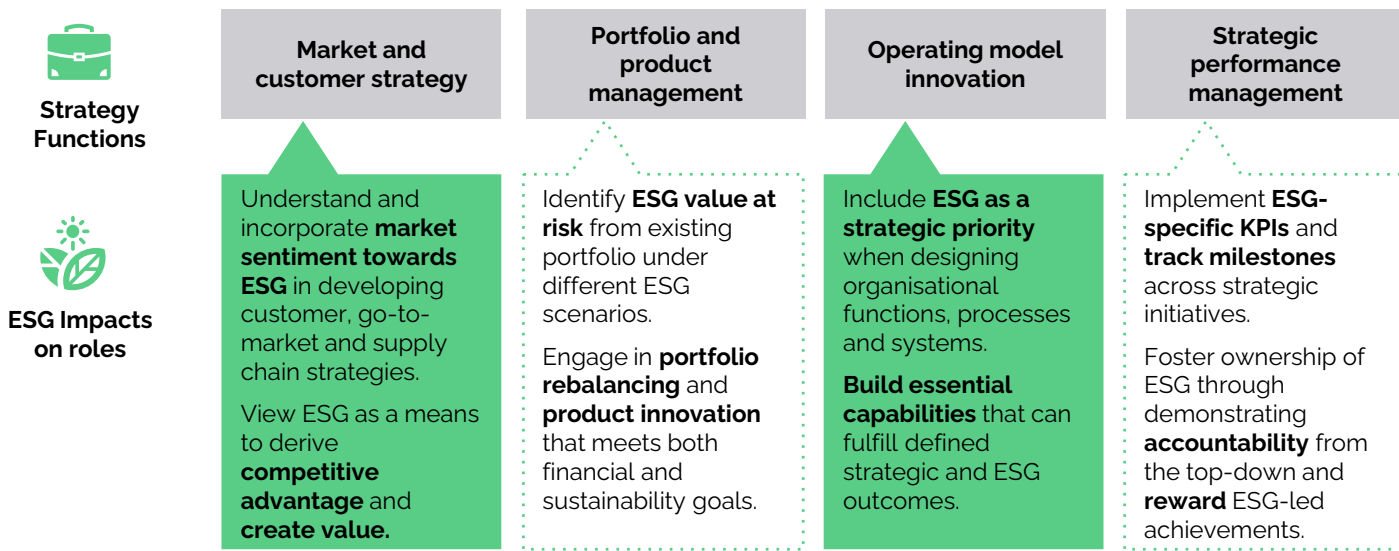 Strategy
Functions
Market and
customer strategy
Portfolio and
product
management
Operating model
innovation
Strategic
performance
management
ESG Impacts
on roles
Understand and
incorporate market
sentiment towards
ESG in developing
customer, go-to-
market and supply
chain strategies.
View ESG as a means
to derive
competitive
advantage and
create value.
Identify ESG value at
risk from existing
portfolio under
different ESG
scenarios.
Engage in portfolio
rebalancing and
product innovation
that meets both
financial and
sustainability goals.
Include ESG as a
strategic priority
when designing
organisational
functions, processes
and systems.
Build essential
capabilities that can
fulfill defined
strategic and ESG
outcomes.
Implement ESG-
specific KPIs and
track milestones
across strategic
initiatives.
Foster ownership of
ESG through
demonstrating
accountability from
the top-down and
reward ESG-led
achievements.